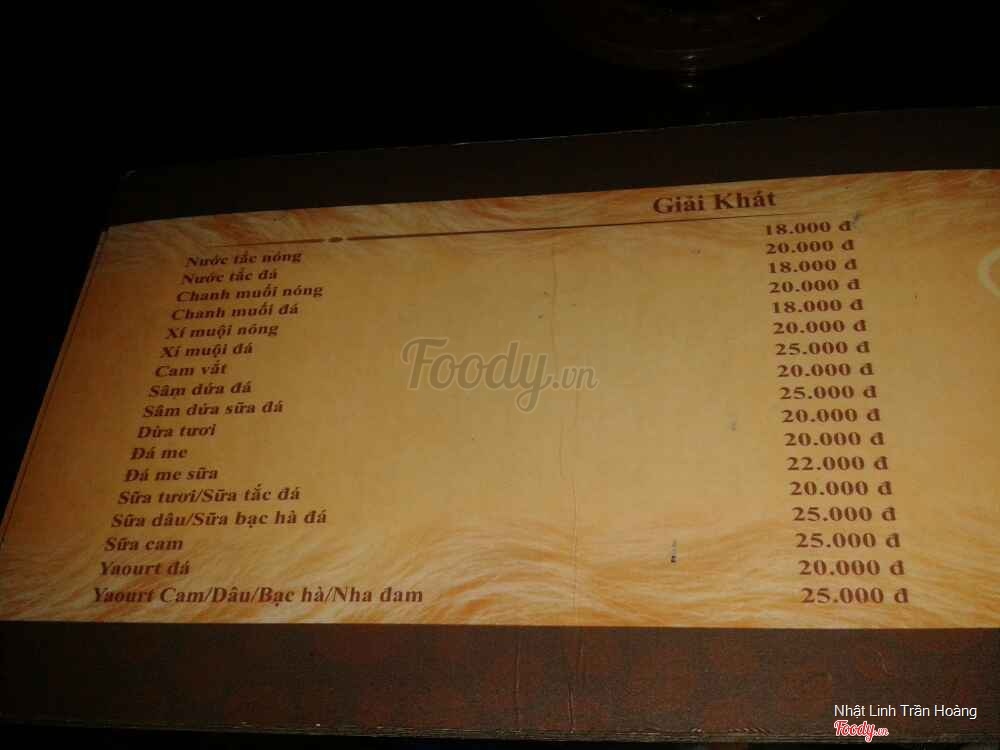 Giải Khát
Nước tắc nóng 18.000 đ
Nước tắc đá 20.000 đ
Chanh muối nóng 18.000 đ
Chanh muối đá 20.000 đ
Xí muội nóng 18.000 đ
Xí muội đá 20.000 đ
Cam vắt 25.000 đ
Sâm dứa đá 20.000 đ
Sâm dứa sữa đá 25.000 đ
Dừa tươi 20.000 đ
Đá me 20.000 đ
Đá me sữa 22.000 đ
Sữa tươi/Sữa tắc đá 20.000 đ
Sữa dâu/Sữa bạc hà đá 25.000 đ
Sữa cam 25.000 đ
Yaourt đá 20.000 đ
Yaourt Cam/Dâu/Bạc hà/Nha đam 25.000 đ
Foody.vn
Nhật Linh Trần Hoàng
Foody.vn